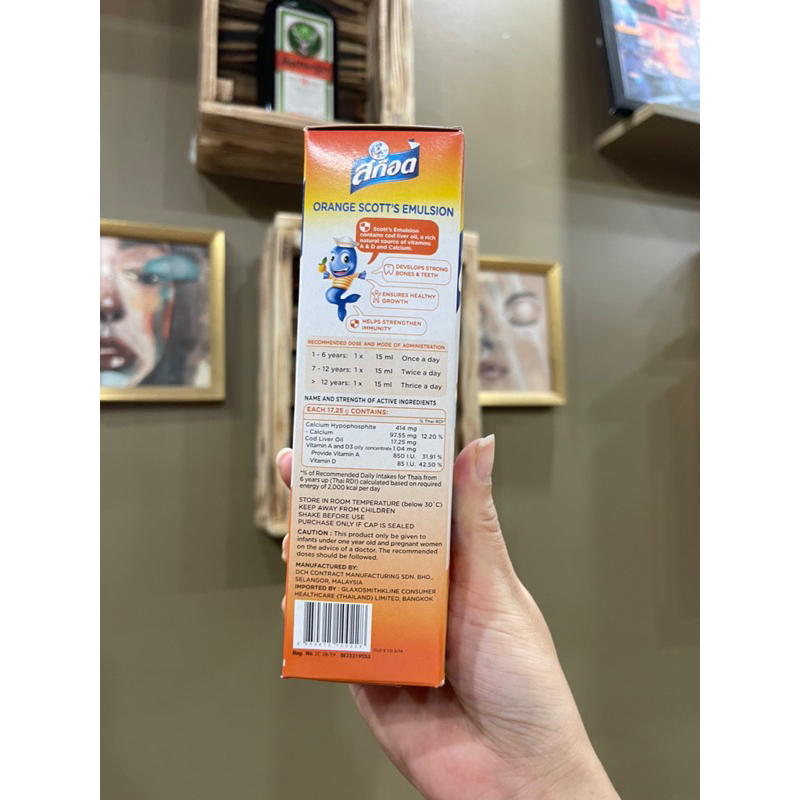 Jägermeister
สก๊อต
ORANGE SCOTT'S EMULSION
Scott's Emulsion
contains cod liver oil, a rich
natural source of vitamins
A & D and Calcium.
DEVELOPS STRONG
BONES & TEETH
ENSURES HEALTHY
GROWTH
HELPS STRENGTHEN
IMMUNITY
RECOMMENDED DOSE AND MODE OF ADMINISTRATION
1 - 6 years: 1 x 15 ml Once a day
7 - 12 years: 1 x 15 ml Twice a day
> 12 years: 1 x 15 ml Thrice a day
NAME AND STRENGTH OF ACTIVE INGREDIENTS
EACH 17.25 g CONTAINS:
% Thai RDI*
Calcium Hypophosphite 414 mg
- Calcium 97.55 mg 12.20 %
Cod Liver Oil 17.25 mg
Vitamin A and D3 oily concentrate 1.04 mg
Provide Vitamin A 850 I.U. 31.91 %
Vitamin D 85 I.U. 42.50 %
*% of Recommended Daily Intakes for Thais from
6 years up (Thai RDI) calculated based on required
energy of 2,000 kcal per day
STORE IN ROOM TEMPERATURE (below 30°C)
KEEP AWAY FROM CHILDREN
SHAKE BEFORE USE
PURCHASE ONLY IF CAP IS SEALED
CAUTION : This product only be given to
infants under one year old and pregnant women
on the advice of a doctor. The recommended
doses should be followed.
MANUFACTURED BY:
DCH CONTRACT MANUFACTURING SDN. BHD.,
SELANGOR, MALAYSIA
IMPORTED BY : GLAXOSMITHKLINE CONSUMER
HEALTHCARE (THAILAND) LIMITED, BANGKOK
Reg. No 2C 28/59 BE23219SSS